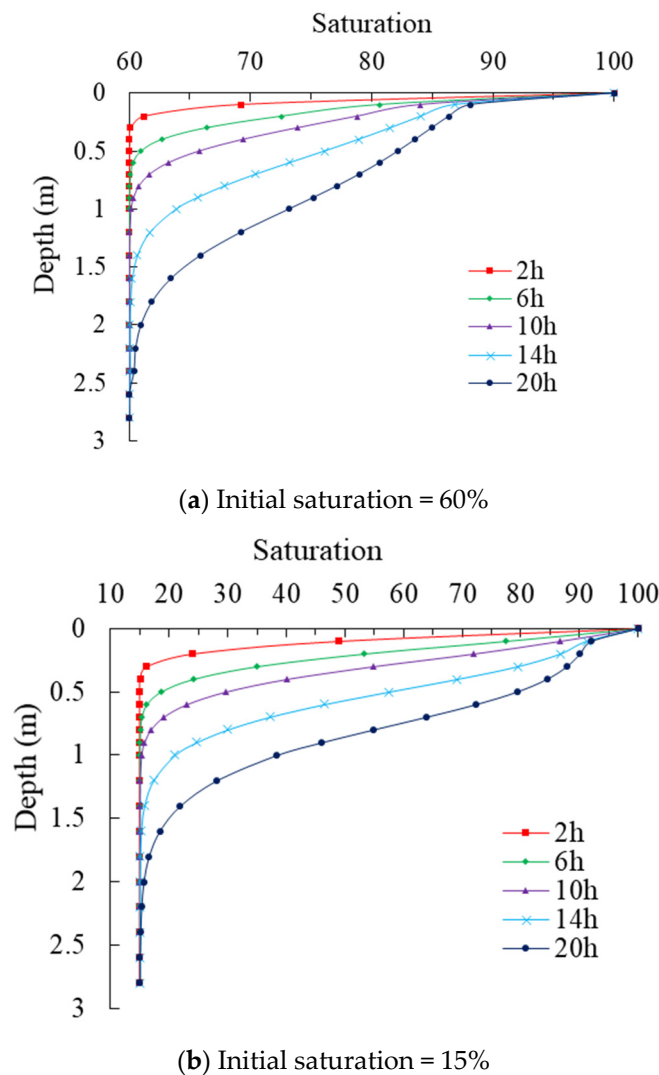 Saturation
60 70 80 90 100
0
0.5
1
1.5
2
2.5
3
Depth (m)
2h
6h
10h
14h
20h
(a) Initial saturation = 60%
Saturation
10 20 30 40 50 60 70 80 90 100
0
0.5
1
1.5
2
2.5
3
Depth (m)
2h
6h
10h
14h
20h
(b) Initial saturation = 15%